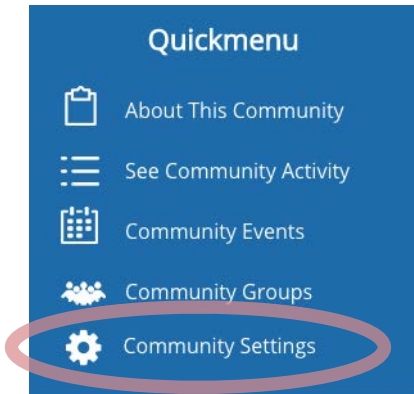 Quickmenu
About This Community
See Community Activity
Community Events
Community Groups
Community Settings